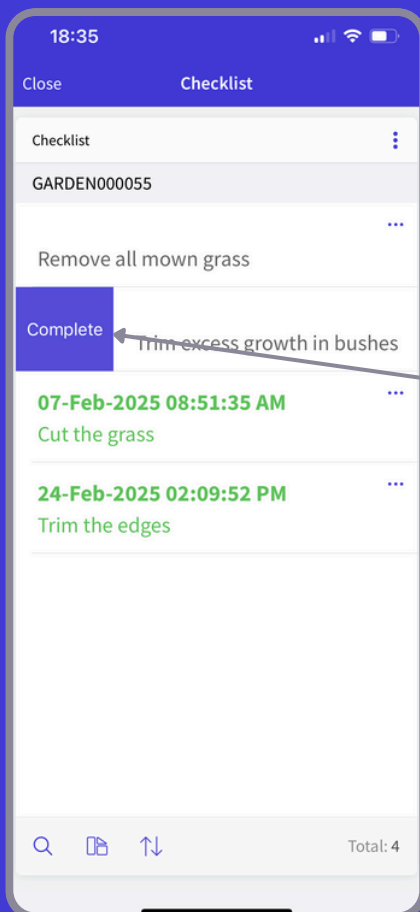 18:35
Close Checklist
Checklist
GARDEN000055
Remove all mown grass
Complete Trim excess growth in bushes
07-Feb-2025 08:51:35 AM
Cut the grass
24-Feb-2025 02:09:52 PM
Trim the edges
Total: 4